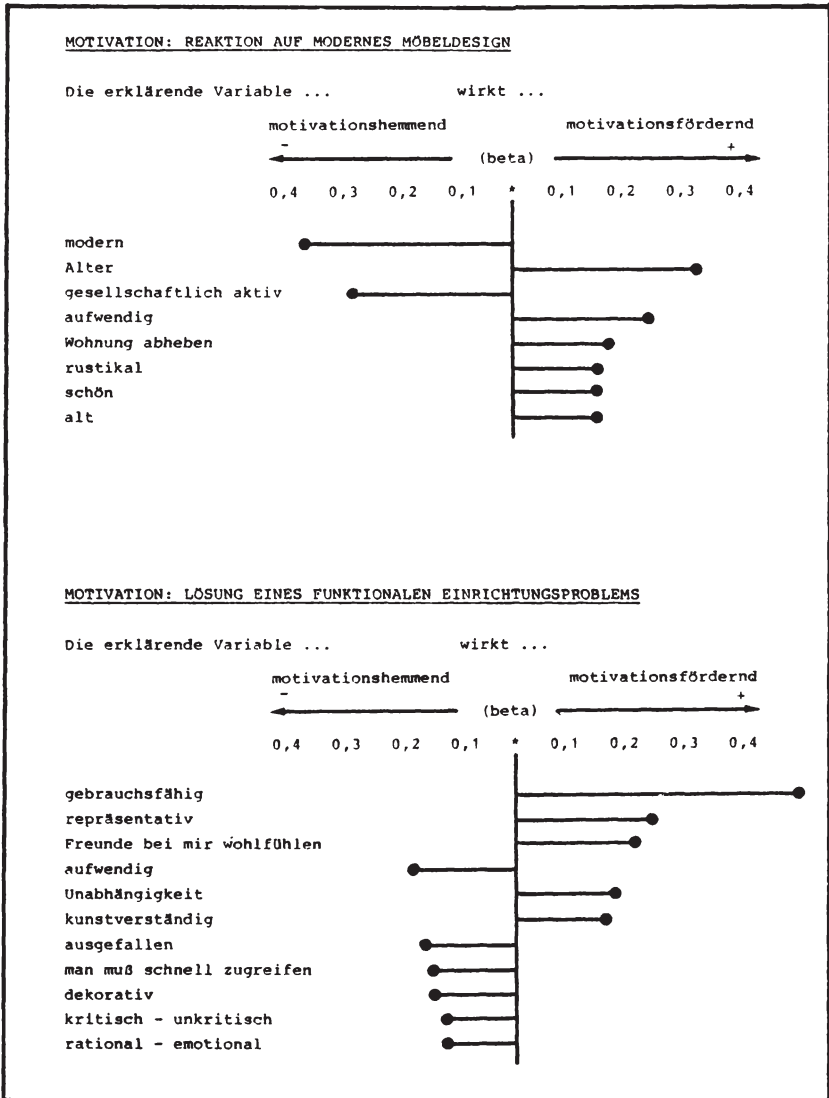 MOTIVATION: REAKTION AUF MODERNES MÖBELDESIGN
Die erklärende Variable ... wirkt ...
motivationshemmend motivationsfördernd
- +
(beta)
0,4 0,3 0,2 0,1 * 0,1 0,2 0,3 0,4
modern
Alter
gesellschaftlich aktiv
aufwendig
Wohnung abheben
rustikal
schön
alt
MOTIVATION: LÖSUNG EINES FUNKTIONALEN EINRICHTUNGSPROBLEMS
Die erklärende Variable ... wirkt ...
motivationshemmend motivationsfördernd
- +
(beta)
0,4 0,3 0,2 0,1 * 0,1 0,2 0,3 0,4
gebrauchsfähig
repräsentativ
Freunde bei mir wohlfühlen
aufwendig
Unabhängigkeit
kunstverständig
ausgefallen
man muß schnell zugreifen
dekorativ
kritisch - unkritisch
rational - emotional